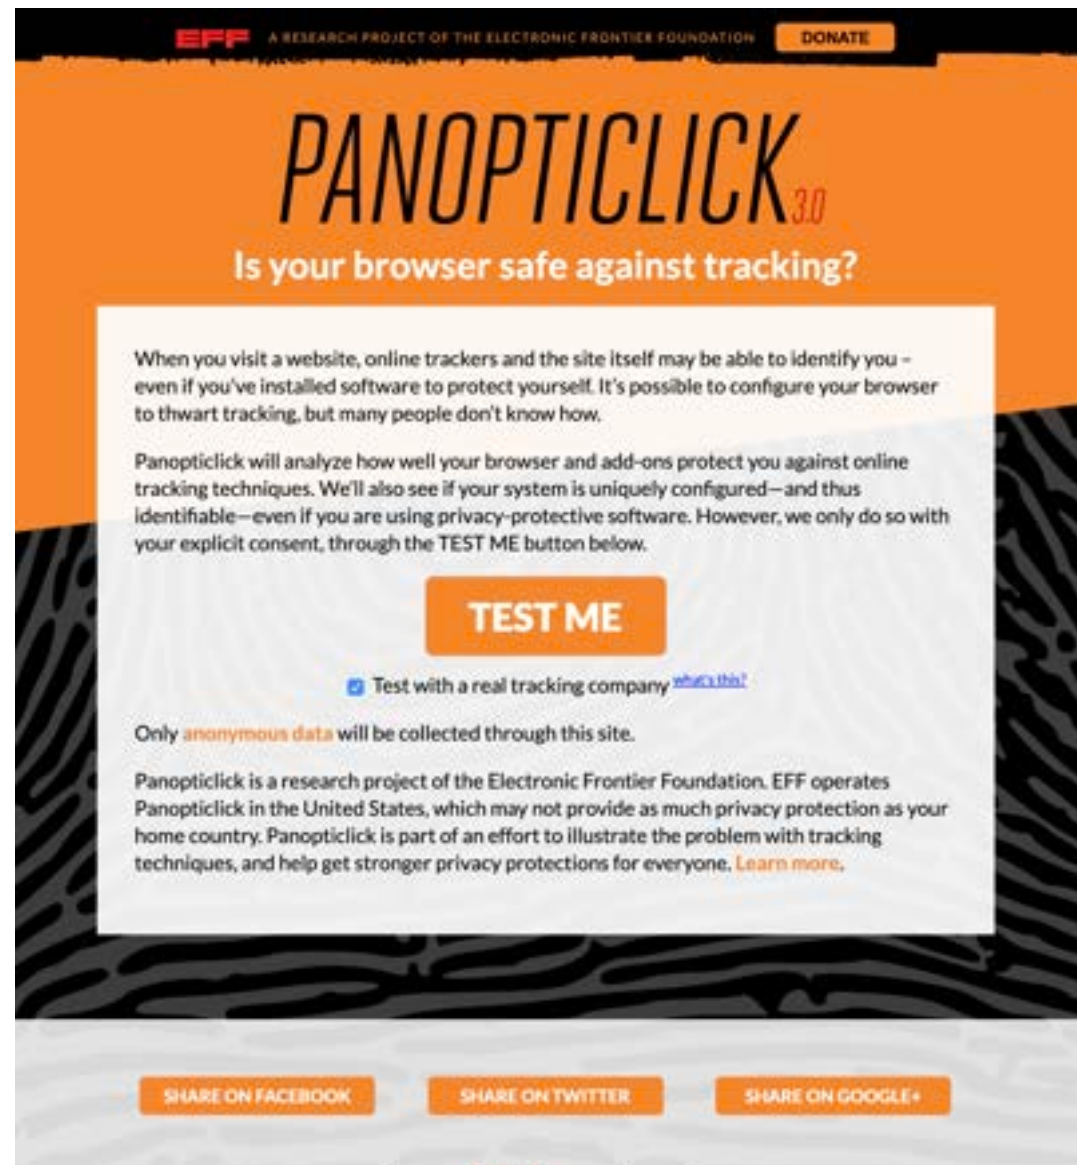 EFF A RESEARCH PROJECT OF THE ELECTRONIC FRONTIER FOUNDATION DONATE
PANOPTICLICK 3.0
Is your browser safe against tracking?
When you visit a website, online trackers and the site itself may be able to identify you –
even if you've installed software to protect yourself. It's possible to configure your browser
to thwart tracking, but many people don't know how.
Panopticlick will analyze how well your browser and add-ons protect you against online
tracking techniques. We'll also see if your system is uniquely configured—and thus
identifiable—even if you are using privacy-protective software. However, we only do so with
your explicit consent, through the TEST ME button below.
TEST ME
Test with a real tracking company what's this?
Only anonymous data will be collected through this site.
Panopticlick is a research project of the Electronic Frontier Foundation. EFF operates
Panopticlick in the United States, which may not provide as much privacy protection as your
home country. Panopticlick is part of an effort to illustrate the problem with tracking
techniques, and help get stronger privacy protections for everyone. Learn more.
SHARE ON FACEBOOK SHARE ON TWITTER SHARE ON GOOGLE+